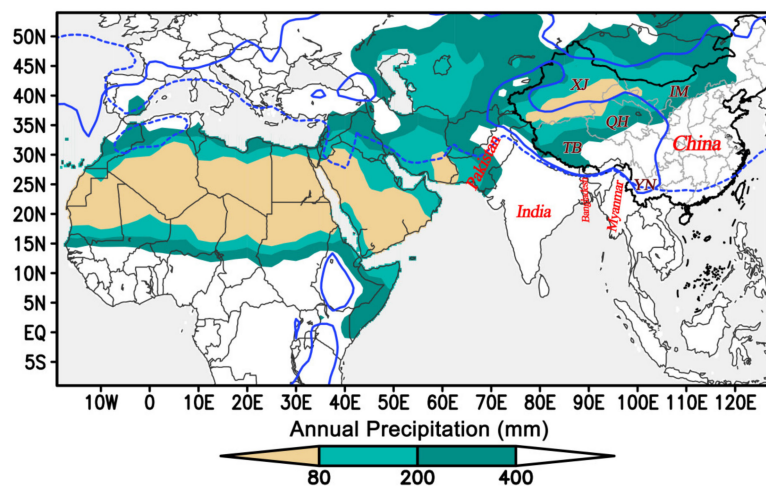 50N
45N
40N
35N
30N
25N
20N
15N
10N
5N
EQ
5S
XJ
IM
QH
TB
China
Pakistan
YN
India
Bangladesh
Myanmar
10W 0 10E 20E 30E 40E 50E 60E 70E 80E 90E 100E 110E 120E
Annual Precipitation (mm)
80 200 400